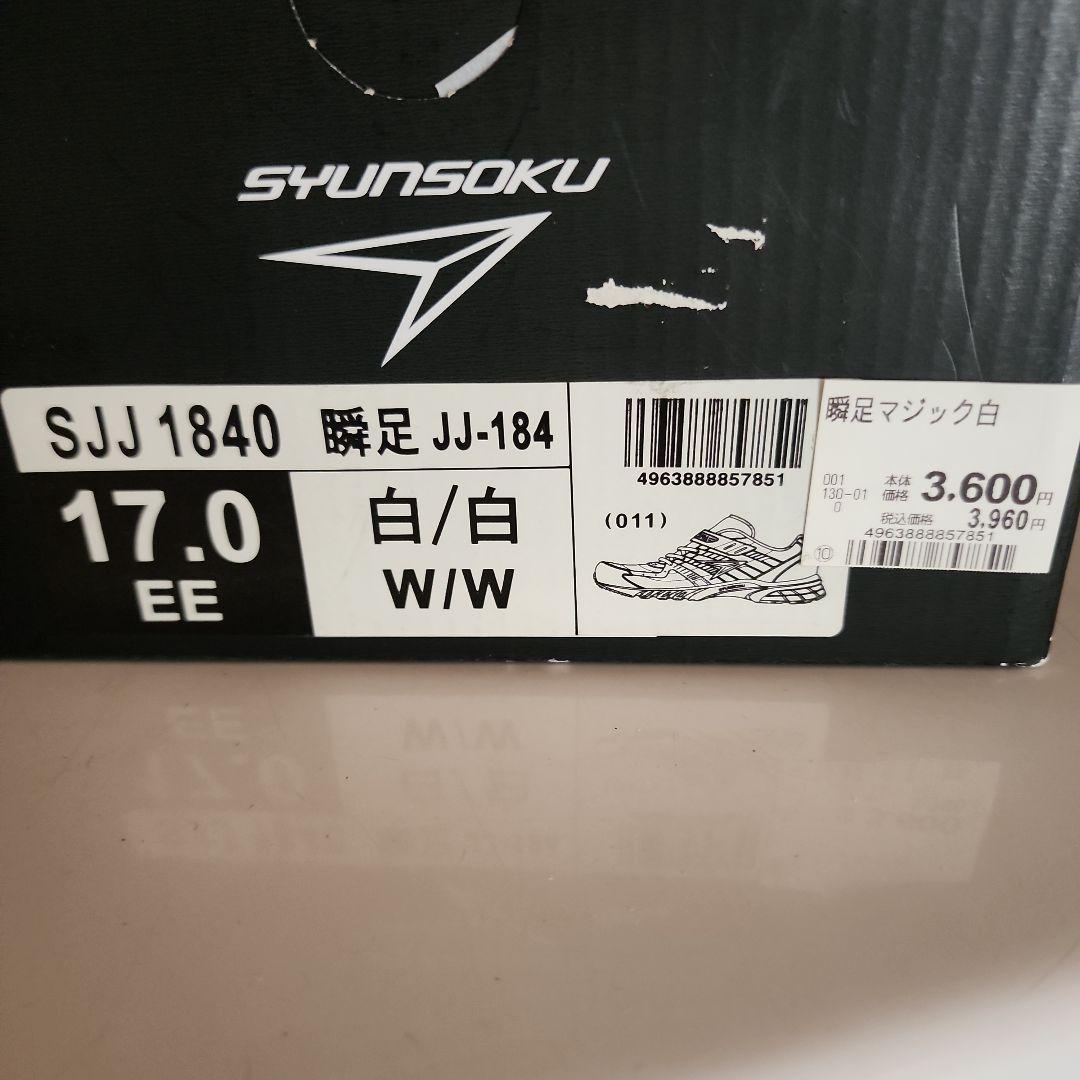 SYUNSOKU
SJJ1840 瞬足 JJ-184
17.0
EE
白/白
W/W
4963888857851
(011)
瞬足マジック白
001
130-01
0
本体価格 3,600円
税込価格 3,960円
4963888857851
⑩